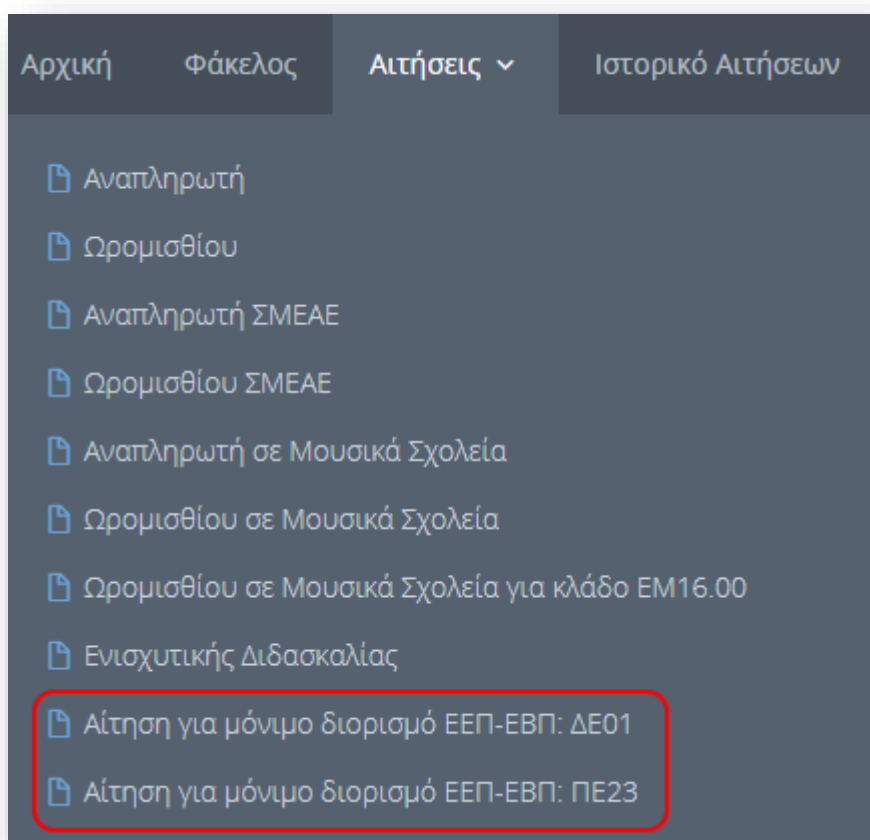 Αρχική Φάκελος Αιτήσεις Ιστορικό Αιτήσεων
Αναπληρωτή
Ωρομισθίου
Αναπληρωτή ΣΜΕΑΕ
Ωρομισθίου ΣΜΕΑΕ
Αναπληρωτή σε Μουσικά Σχολεία
Ωρομισθίου σε Μουσικά Σχολεία
Ωρομισθίου σε Μουσικά Σχολεία για κλάδο ΕΜ16.00
Ενισχυτικής Διδασκαλίας
Αίτηση για μόνιμο διορισμό ΕΕΠ-ΕΒΠ: ΔΕ01
Αίτηση για μόνιμο διορισμό ΕΕΠ-ΕΒΠ: ΠΕ23